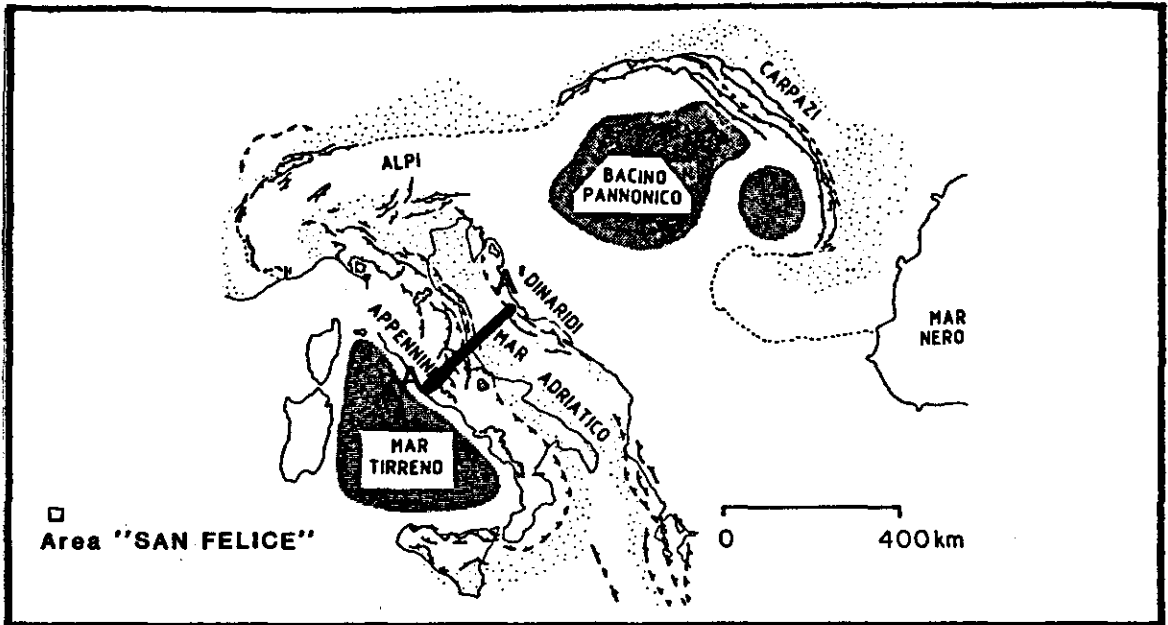 CARPAZI
ALPI
BACINO
PANNONICO
A'
DINARIDI
APPENNINI
MAR
ADRIATICO
A
MAR
NERO
MAR
TIRRENO
Area "SAN FELICE"
0 400km